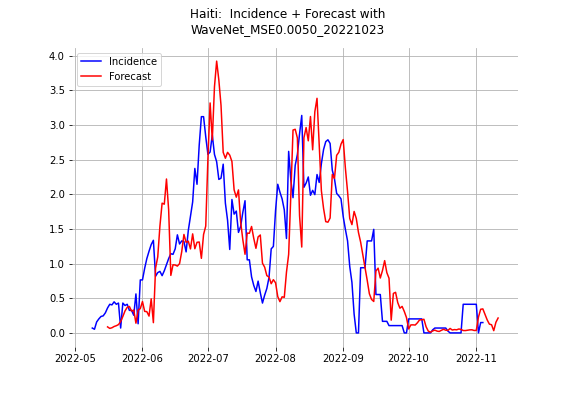 Haiti:  Incidence + Forecast with
WaveNet_MSE0.0050_20221023
Incidence
Forecast
4.0
3.5
3.0
2.5
2.0
1.5
1.0
0.5
0.0
2022-05 2022-06 2022-07 2022-08 2022-09 2022-10 2022-11